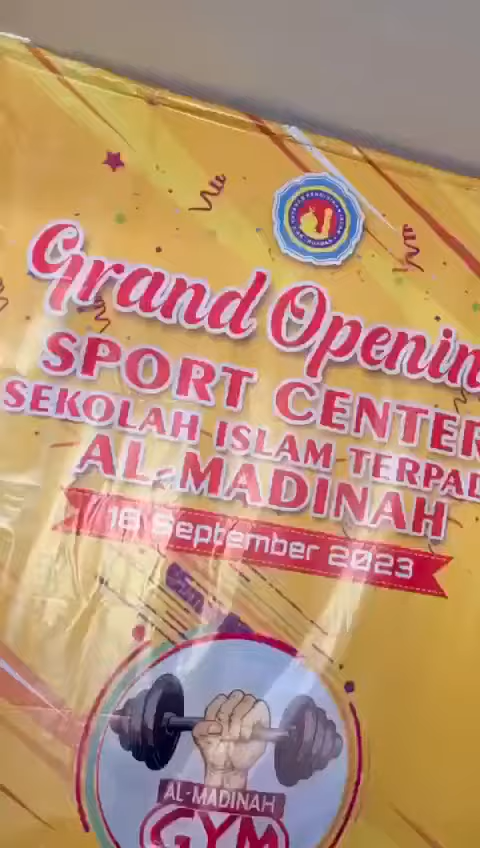 Grand Openin
SPORT CENTER
SEKOLAH ISLAM TERPAD
AL-MADINAH
18 September 2023
AL-MADINAH
GYM